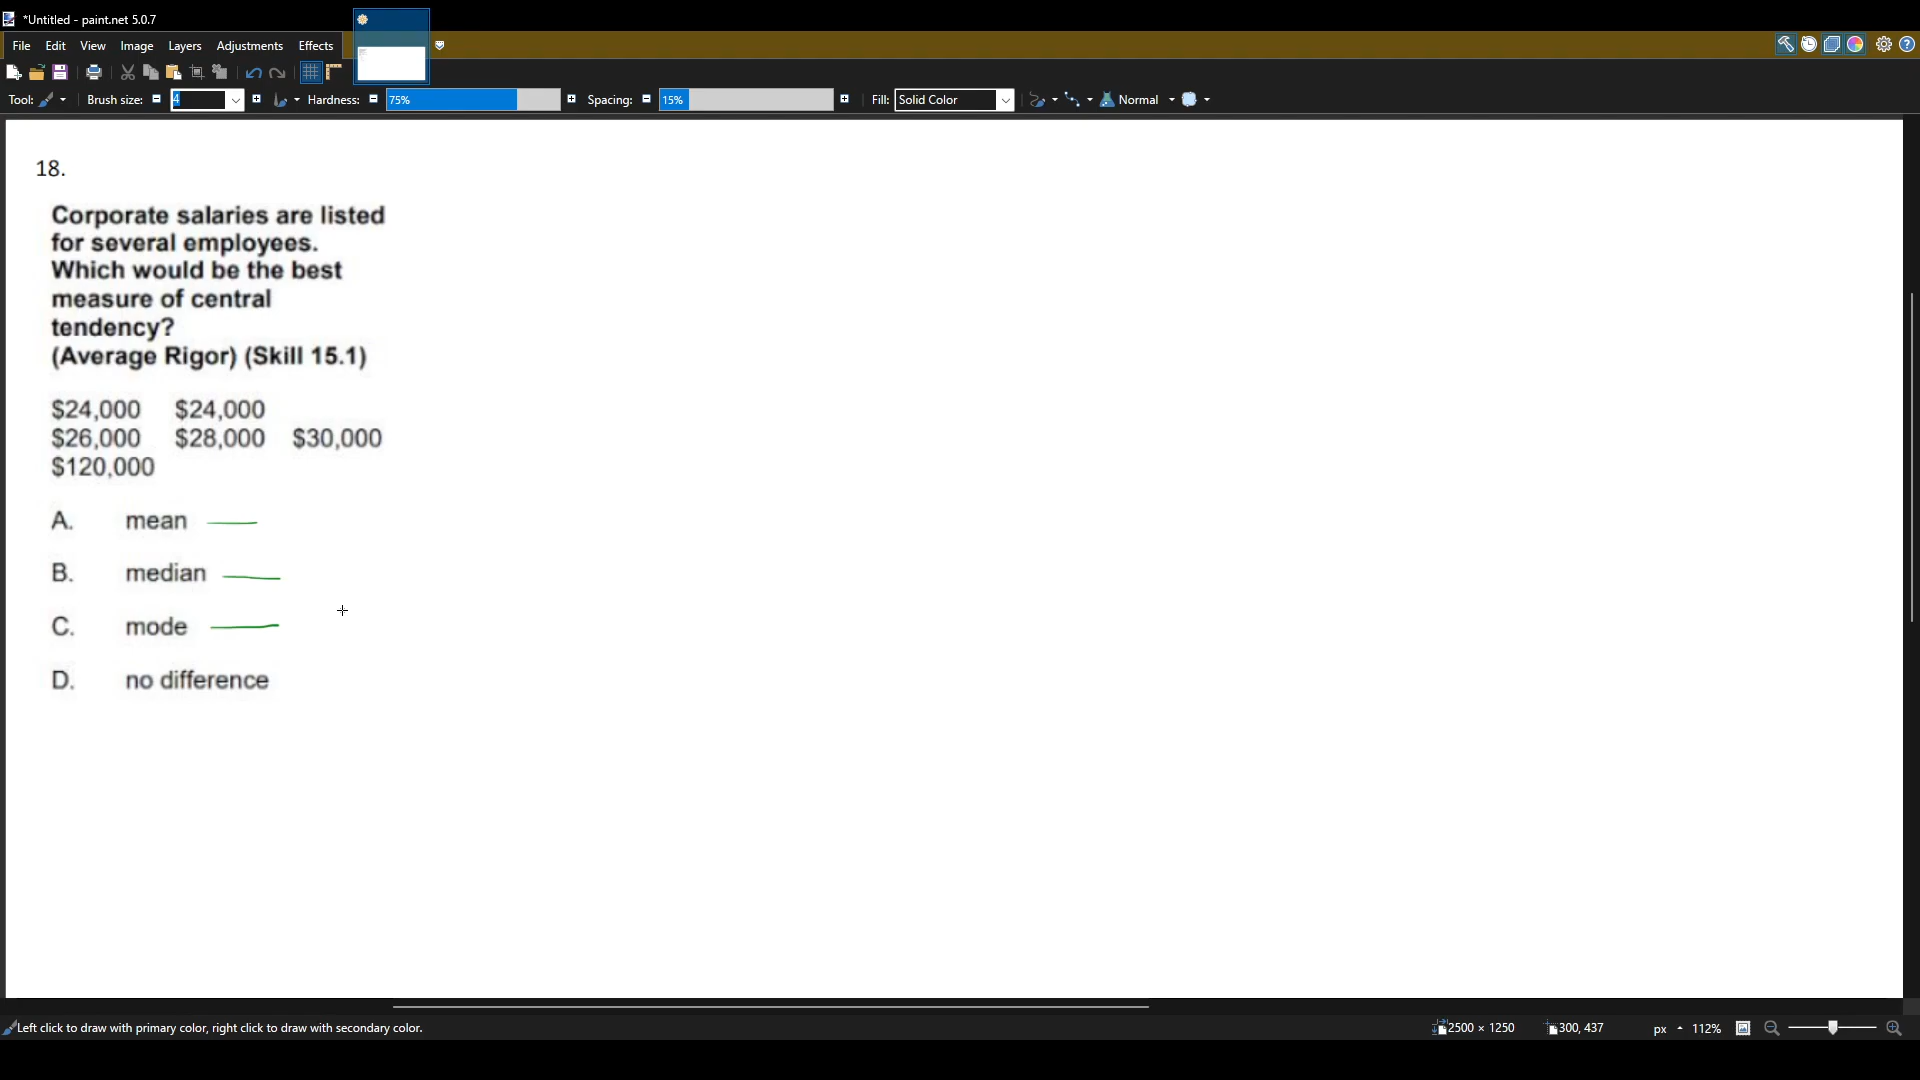 *Untitled - paint.net 5.0.7
File Edit View Image Layers Adjustments Effects
Tool: Brush size: 4 Hardness: 75% Spacing: 15% Fill: Solid Color Normal
18.
Corporate salaries are listed
for several employees.
Which would be the best
measure of central
tendency?
(Average Rigor) (Skill 15.1)
$24,000 $24,000
$26,000 $28,000 $30,000
$120,000
A. mean
B. median
C. mode
D. no difference
Left click to draw with primary color, right click to draw with secondary color. 2500 × 1250 300, 437 px 112%